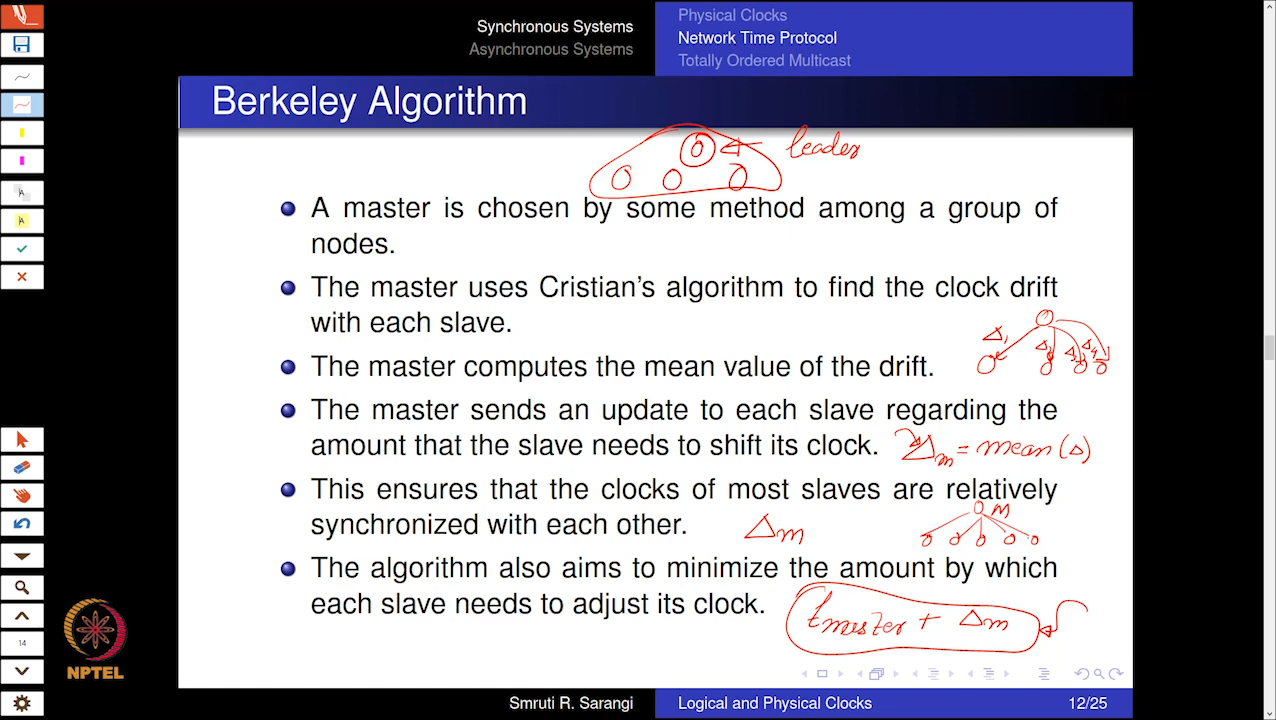 Synchronous Systems
Asynchronous Systems
Physical Clocks
Network Time Protocol
Totally Ordered Multicast
Berkeley Algorithm
leader
A master is chosen by some method among a group of
nodes.
The master uses Cristian's algorithm to find the clock drift
with each slave.
Δ1
The master computes the mean value of the drift.
The master sends an update to each slave regarding the
amount that the slave needs to shift its clock.
Δm = mean (Δ)
This ensures that the clocks of most slaves are relatively
m
synchronized with each other.
Δm
The algorithm also aims to minimize the amount by which
each slave needs to adjust its clock.
tmaster + Δm
14
NPTEL
Smruti R. Sarangi
Logical and Physical Clocks
12/25